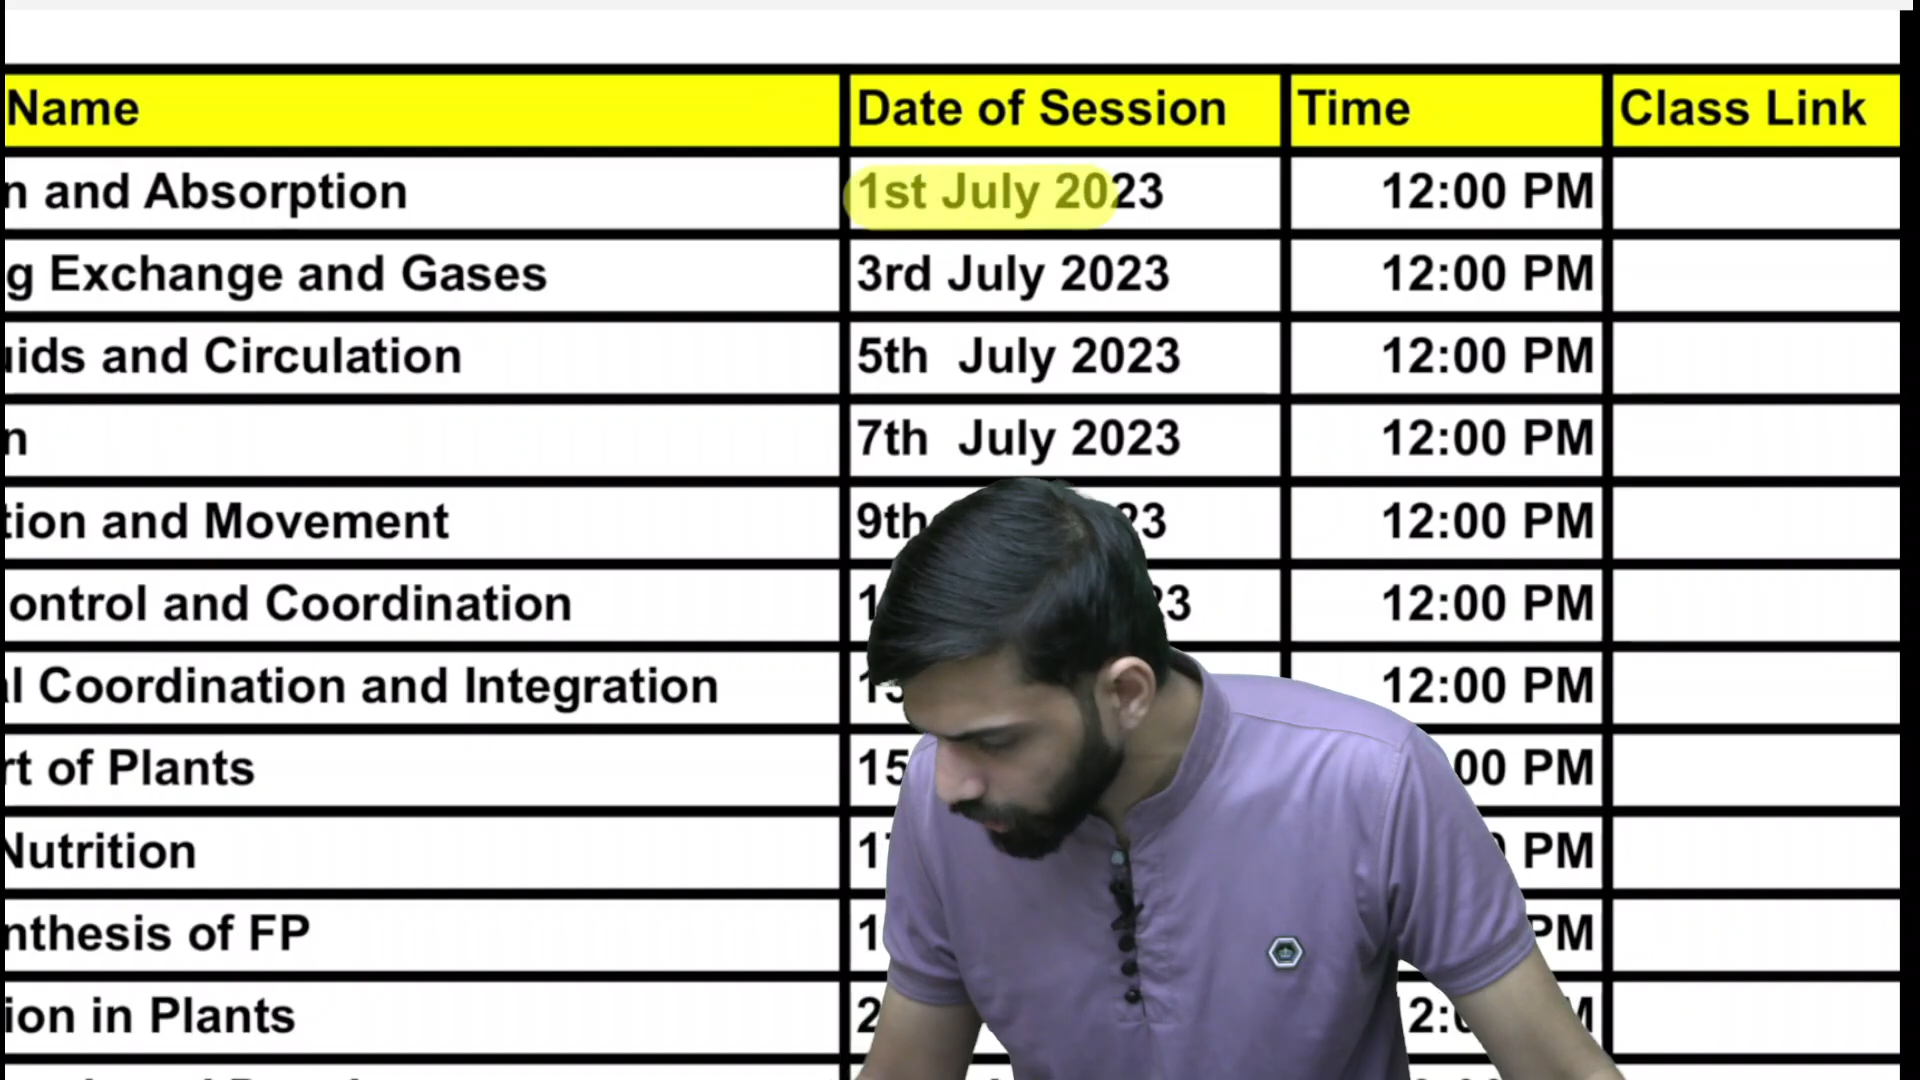 Name Date of Session Time Class Link
n and Absorption 1st July 2023 12:00 PM
g Exchange and Gases 3rd July 2023 12:00 PM
uids and Circulation 5th July 2023 12:00 PM
n 7th July 2023 12:00 PM
tion and Movement 9th 23 12:00 PM
ontrol and Coordination 1 23 12:00 PM
al Coordination and Integration 13 12:00 PM
rt of Plants 15 00 PM
Nutrition 17 PM
nthesis of FP 1 PM
ion in Plants 2